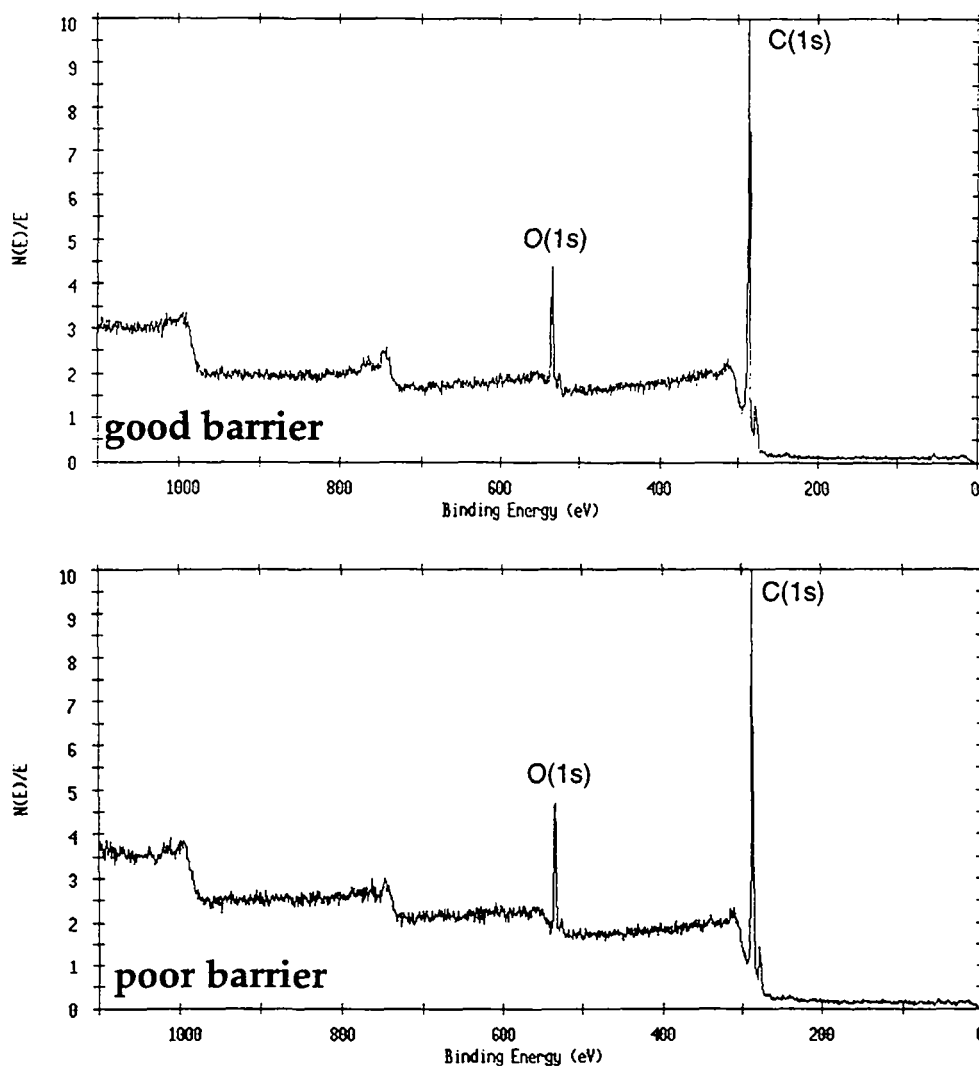 10
C(1s)
9
8
7
6
N(E)/E
5
O(1s)
4
3
2
1
good barrier
0
1000 800 600 400 200 0
Binding Energy (eV)
10
C(1s)
9
8
7
6
N(E)/E
5
O(1s)
4
3
2
1
poor barrier
0
1000 800 600 400 200 0
Binding Energy (eV)